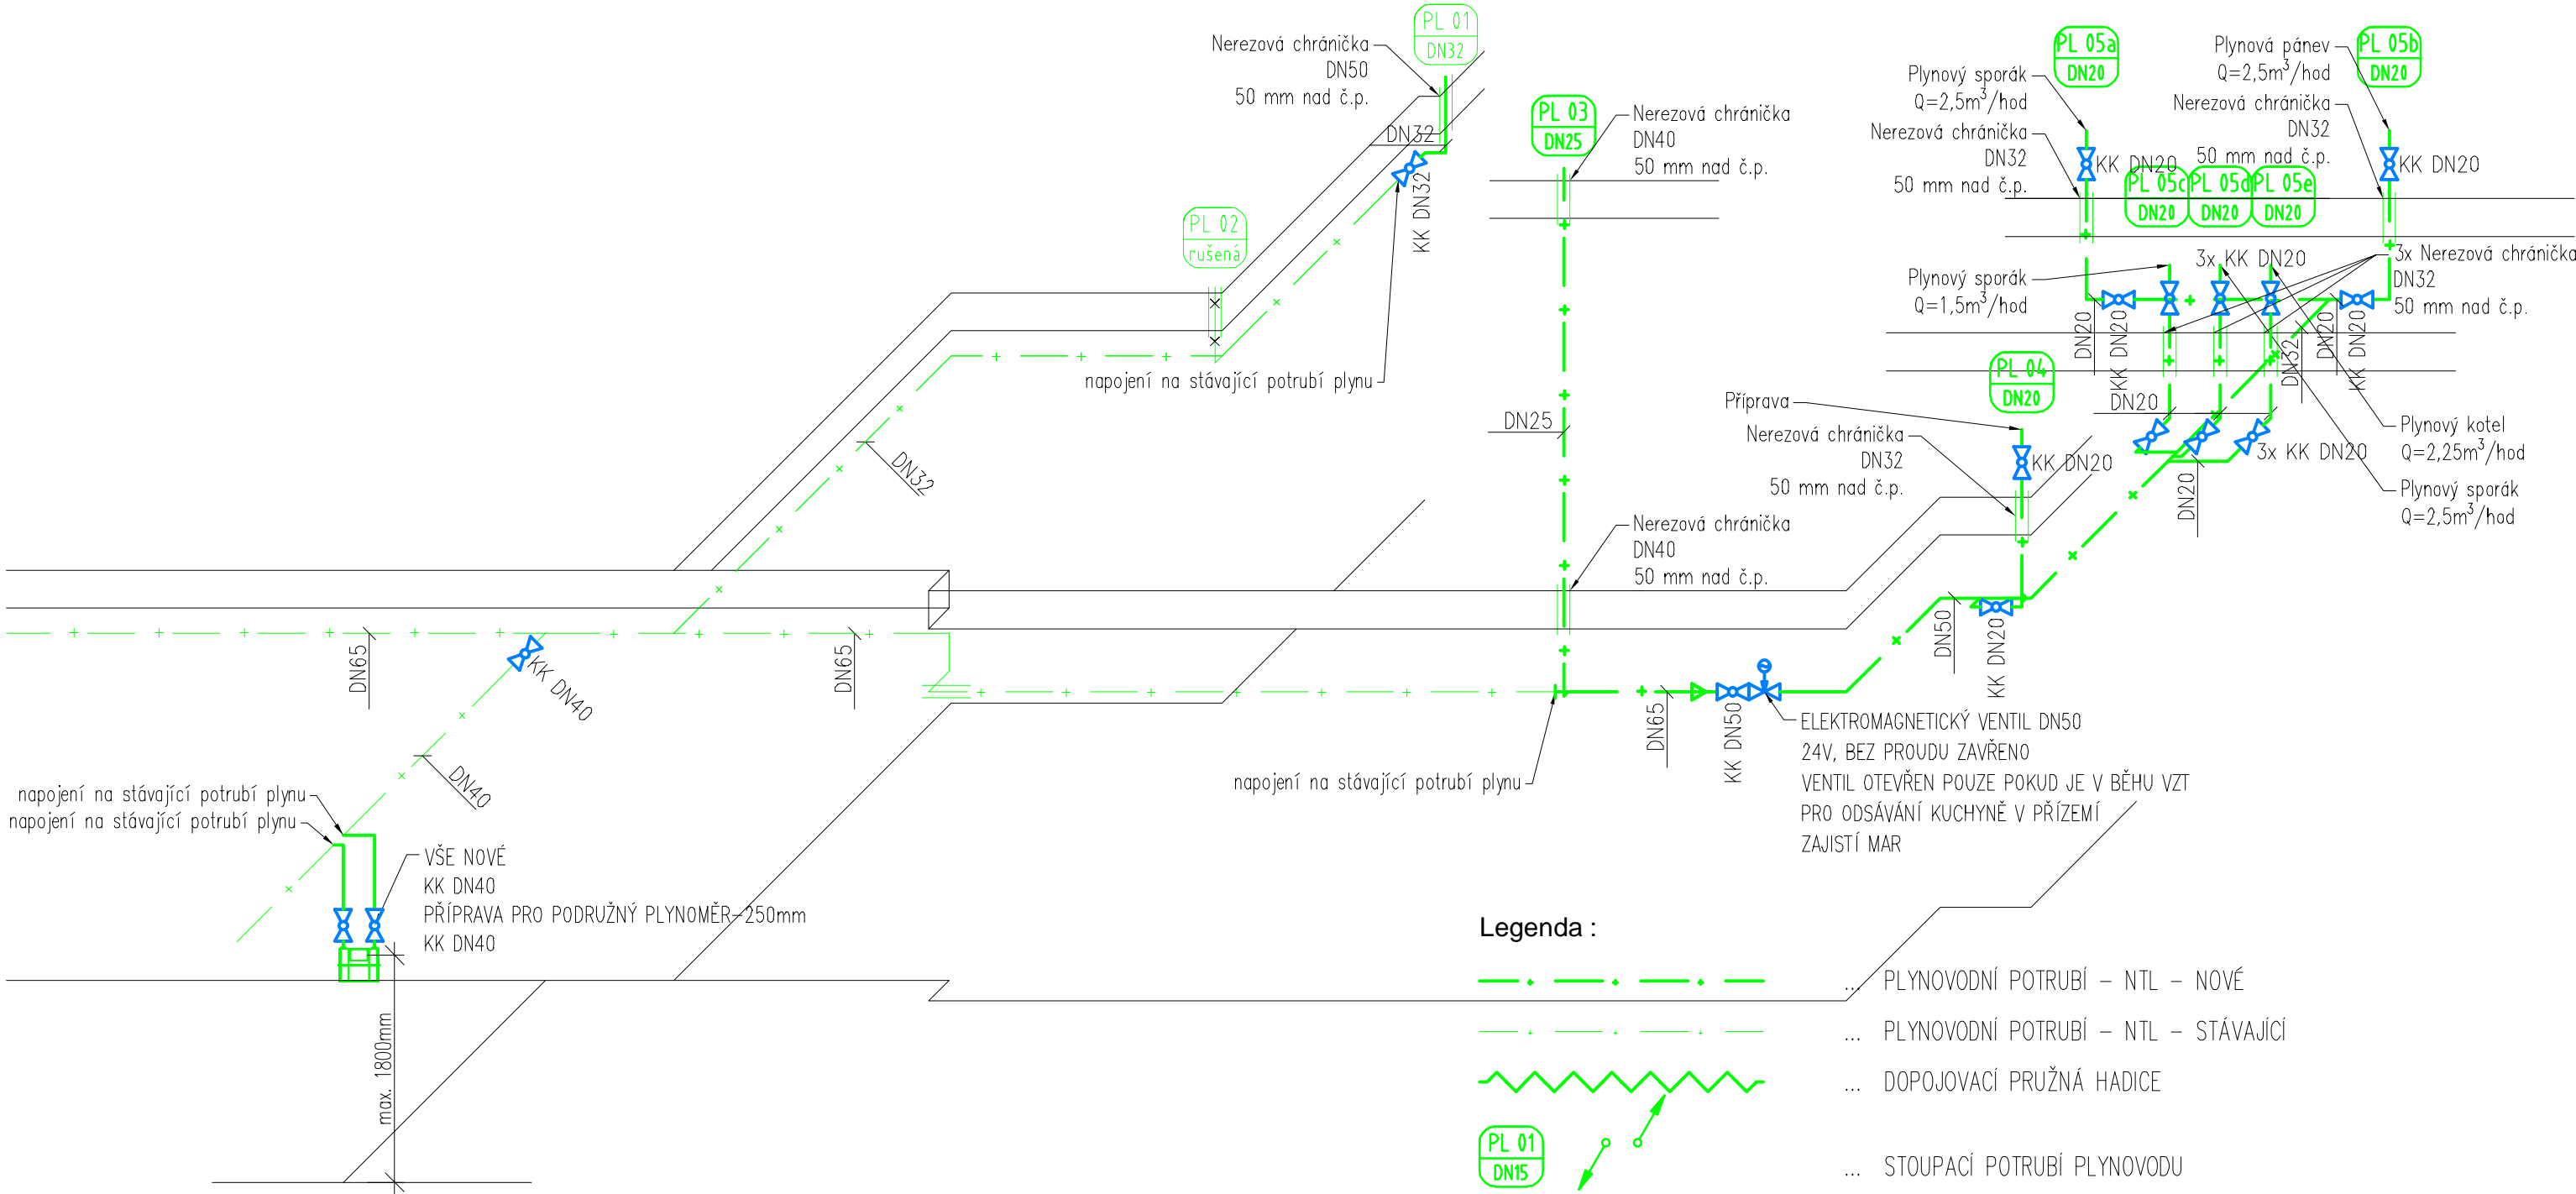 PL 01
DN32
Nerezová chránička
DN50
50 mm nad č.p.
DN32
KK DN32
PL 02
rušená
napojení na stávající potrubí plynu
DN32
PL 03
DN25
Nerezová chránička
DN40
50 mm nad č.p.
DN25
Nerezová chránička
DN40
50 mm nad č.p.
PL 05a
DN20
Plynový sporák
Q=2,5m³/hod
Nerezová chránička
DN32
50 mm nad č.p.
KK DN20
PL 05b
DN20
Plynová pánev
Q=2,5m³/hod
Nerezová chránička
DN32
50 mm nad č.p.
KK DN20
PL 05c
DN20
PL 05d
DN20
PL 05e
DN20
3x KK DN20
3x Nerezová chránička
DN32
50 mm nad č.p.
Plynový sporák
Q=1,5m³/hod
DN20
KK DN20
DN32
DN20
KK DN20
DN20
3x KK DN20
DN20
Plynový kotel
Q=2,25m³/hod
Plynový sporák
Q=2,5m³/hod
PL 04
DN20
Příprava
Nerezová chránička
DN32
50 mm nad č.p.
KK DN20
DN50
KK DN20
DN65
KK DN40
DN65
DN40
napojení na stávající potrubí plynu
napojení na stávající potrubí plynu
VŠE NOVÉ
KK DN40
PŘÍPRAVA PRO PODRUŽNÝ PLYNOMĚR-250mm
KK DN40
max. 1800mm
napojení na stávající potrubí plynu
DN65
KK DN50
ELEKTROMAGNETICKÝ VENTIL DN50
24V, BEZ PROUDU ZAVŘENO
VENTIL OTEVŘEN POUZE POKUD JE V BĚHU VZT
PRO ODSÁVÁNÍ KUCHYNĚ V PŘÍZEMÍ
ZAJISTÍ MAR
Legenda :
... PLYNOVODNÍ POTRUBÍ - NTL - NOVÉ
... PLYNOVODNÍ POTRUBÍ - NTL - STÁVAJÍCÍ
... DOPOJOVACÍ PRUŽNÁ HADICE
PL 01
DN15
... STOUPACÍ POTRUBÍ PLYNOVODU